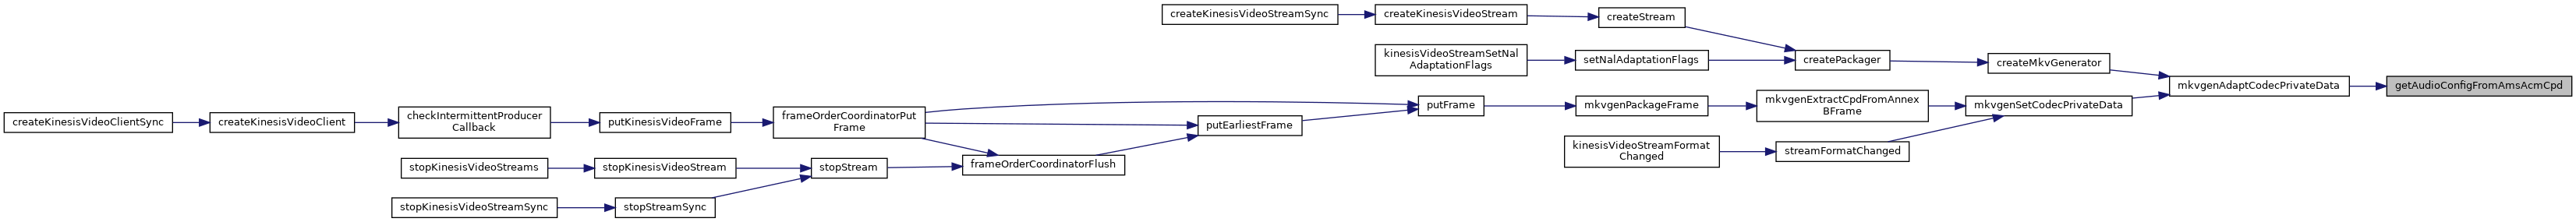 createKinesisVideoStreamSync
createKinesisVideoStream
createStream
kinesisVideoStreamSetNal
AdaptationFlags
setNalAdaptationFlags
createPackager
createMkvGenerator
mkvgenAdaptCodecPrivateData
getAudioConfigFromAmsAcmCpd
createKinesisVideoClientSync
createKinesisVideoClient
checkIntermittentProducer
Callback
putKinesisVideoFrame
frameOrderCoordinatorPut
Frame
putEarliestFrame
putFrame
mkvgenPackageFrame
mkvgenExtractCpdFromAnnex
BFrame
mkvgenSetCodecPrivateData
kinesisVideoStreamFormat
Changed
streamFormatChanged
stopKinesisVideoStreams
stopKinesisVideoStream
stopStream
frameOrderCoordinatorFlush
stopKinesisVideoStreamSync
stopStreamSync